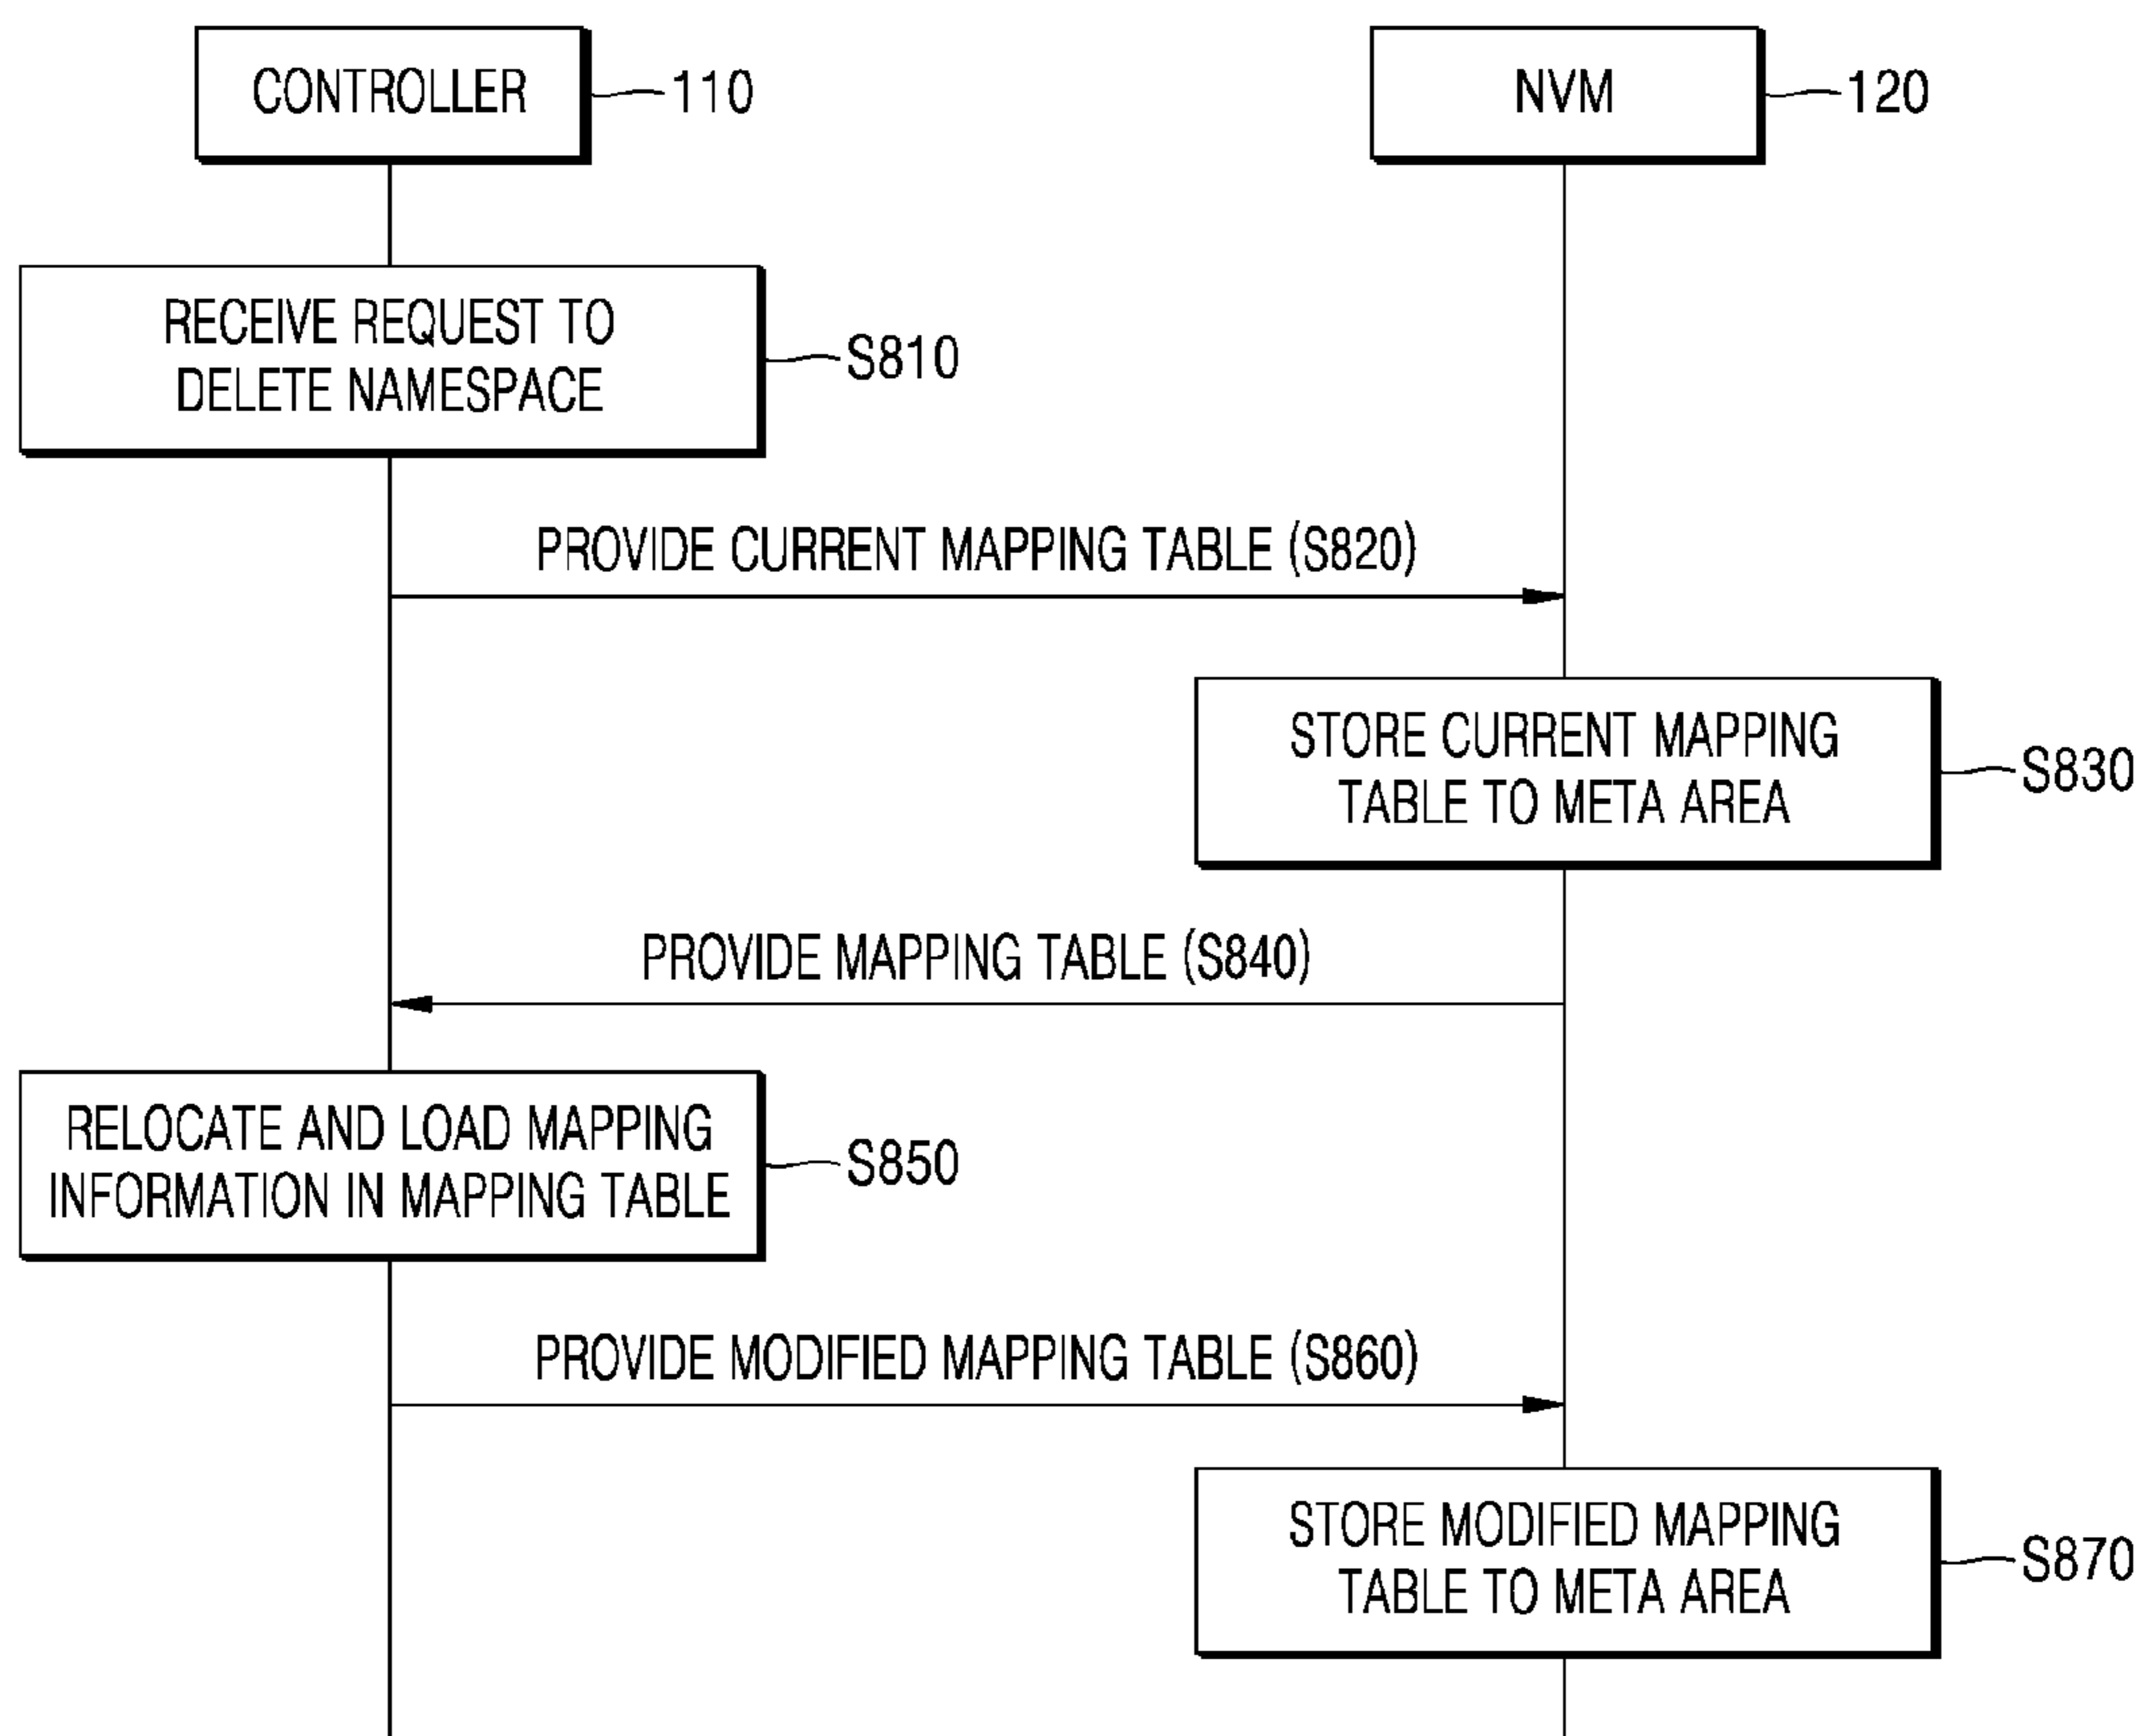 CONTROLLER
110
NVM
120
RECEIVE REQUEST TO
DELETE NAMESPACE
S810
PROVIDE CURRENT MAPPING TABLE (S820)
STORE CURRENT MAPPING
TABLE TO META AREA
S830
PROVIDE MAPPING TABLE (S840)
RELOCATE AND LOAD MAPPING
INFORMATION IN MAPPING TABLE
S850
PROVIDE MODIFIED MAPPING TABLE (S860)
STORE MODIFIED MAPPING
TABLE TO META AREA
S870